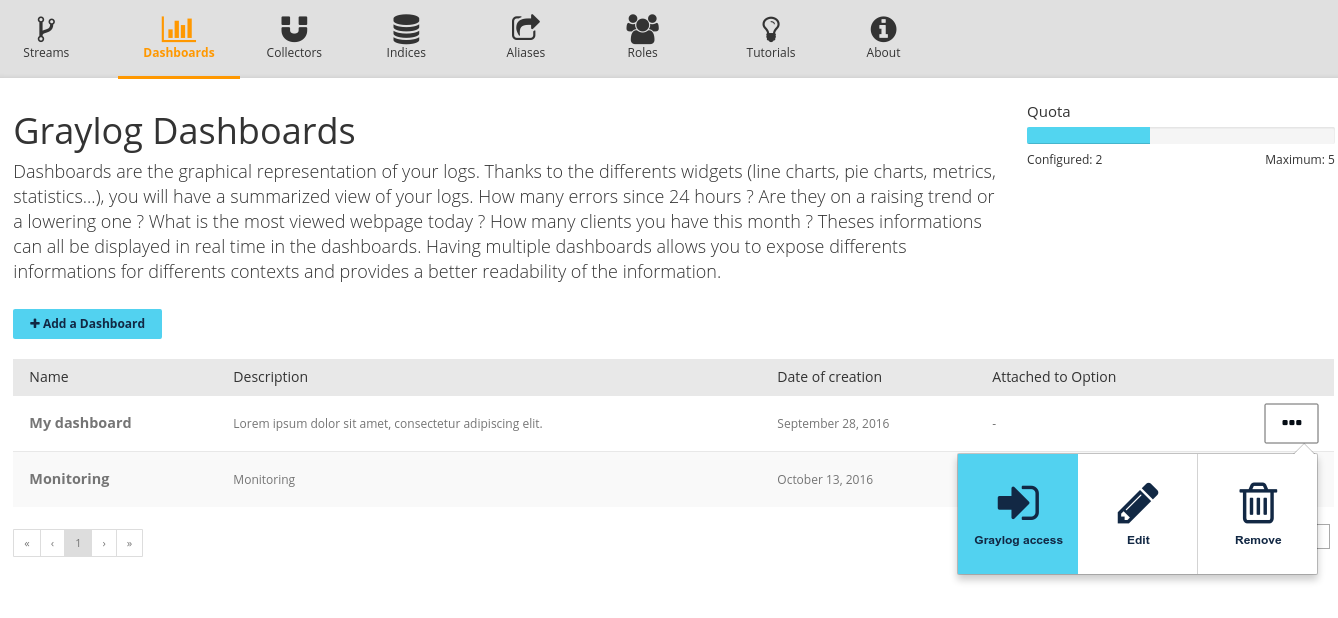 Streams Dashboards Collectors Indices Aliases Roles Tutorials About
Graylog Dashboards
Dashboards are the graphical representation of your logs. Thanks to the differents widgets (line charts, pie charts, metrics,
statistics...), you will have a summarized view of your logs. How many errors since 24 hours ? Are they on a raising trend or
a lowering one ? What is the most viewed webpage today ? How many clients you have this month ? Theses informations
can all be displayed in real time in the dashboards. Having multiple dashboards allows you to expose differents
informations for differents contexts and provides a better readability of the information.
Quota
Configured: 2 Maximum: 5
+ Add a Dashboard
Name Description Date of creation Attached to Option
My dashboard Lorem ipsum dolor sit amet, consectetur adipiscing elit. September 28, 2016 - •••
Monitoring Monitoring October 13, 2016
Graylog access Edit Remove
« ‹ 1 › »